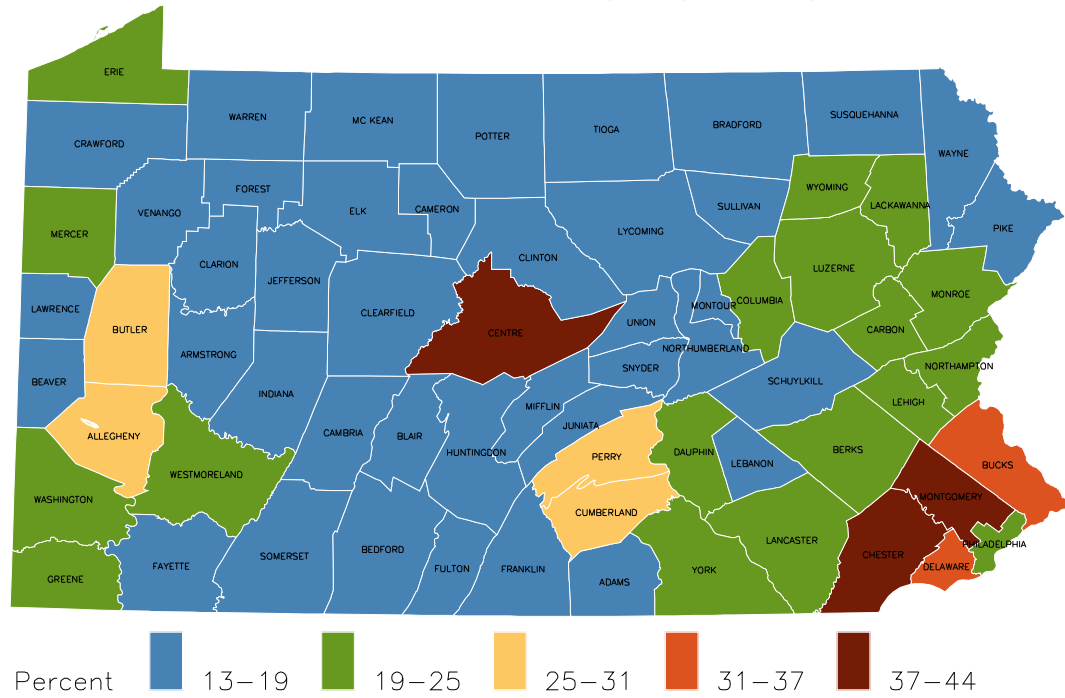 ERIE
WARREN
MC KEAN
POTTER
TIOGA
BRADFORD
SUSQUEHANNA
WAYNE
CRAWFORD
FOREST
VENANGO
ELK
CAMERON
SULLIVAN
WYOMING
LACKAWANNA
PIKE
MERCER
LYCOMING
CLINTON
CLARION
JEFFERSON
LUZERNE
MONROE
LAWRENCE
BUTLER
CLEARFIELD
CENTRE
UNION
MONTOUR
COLUMBIA
CARBON
ARMSTRONG
NORTHUMBERLAND
SNYDER
NORTHAMPTON
BEAVER
INDIANA
SCHUYLKILL
LEHIGH
MIFFLIN
JUNIATA
ALLEGHENY
CAMBRIA
BLAIR
HUNTINGDON
PERRY
DAUPHIN
LEBANON
BERKS
BUCKS
WESTMORELAND
WASHINGTON
CUMBERLAND
MONTGOMERY
PHILADELPHIA
LANCASTER
CHESTER
DELAWARE
GREENE
FAYETTE
SOMERSET
BEDFORD
FULTON
FRANKLIN
ADAMS
YORK
Percent 13–19 19–25 25–31 31–37 37–44